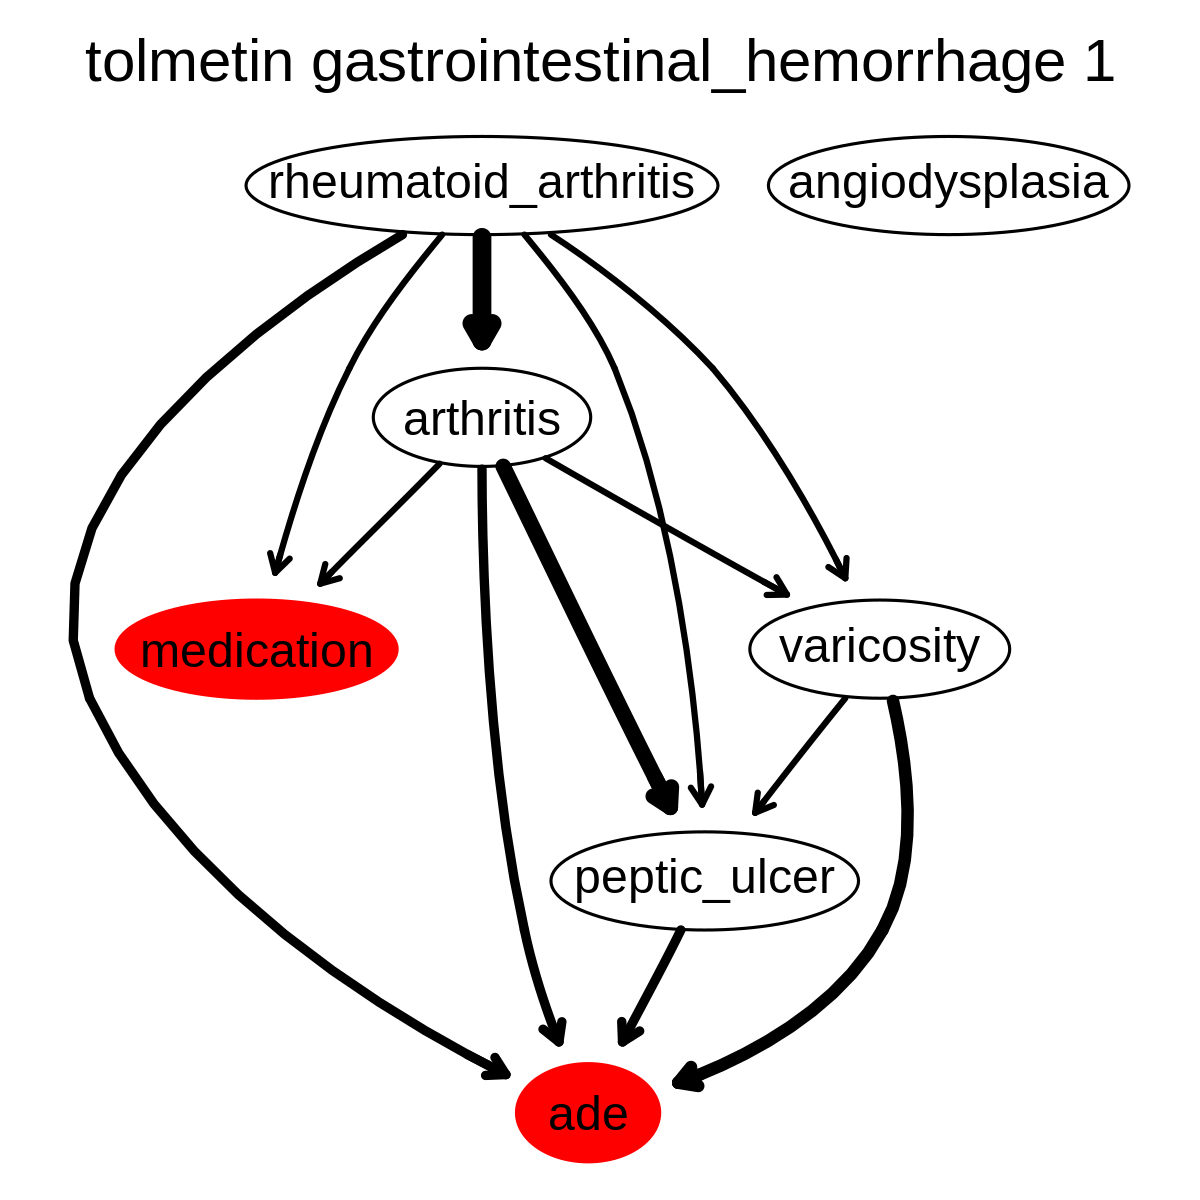 tolmetin gastrointestinal_hemorrhage 1
rheumatoid_arthritis
angiodysplasia
arthritis
medication
varicosity
peptic_ulcer
ade